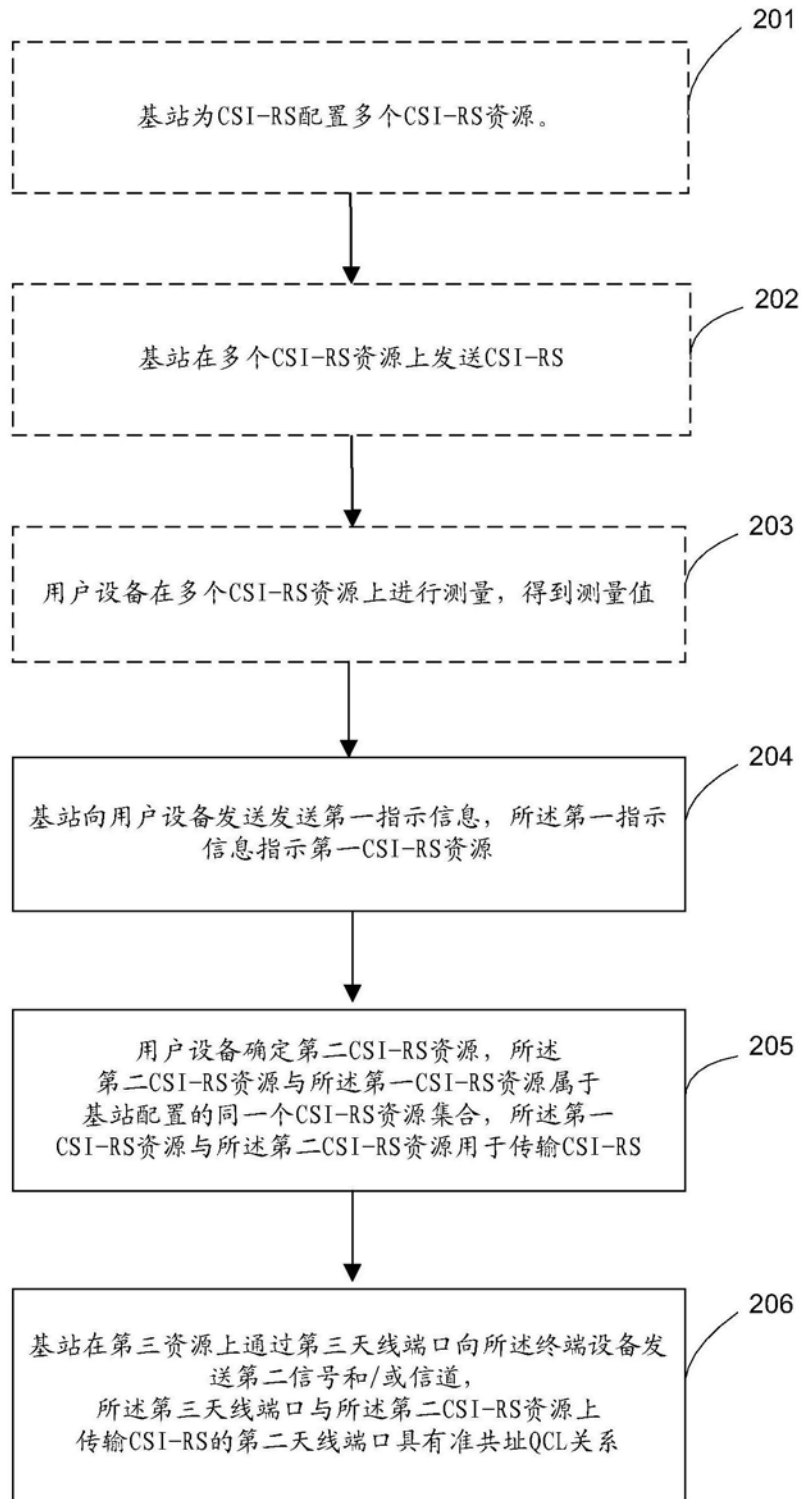 201
基站为CSI-RS配置多个CSI-RS资源。
202
基站在多个CSI-RS资源上发送CSI-RS
203
用户设备在多个CSI-RS资源上进行测量，得到测量值
204
基站向用户设备发送发送第一指示信息，所述第一指示
信息指示第一CSI-RS资源
205
用户设备确定第二CSI-RS资源，所述
第二CSI-RS资源与所述第一CSI-RS资源属于
基站配置的同一个CSI-RS资源集合，所述第一
CSI-RS资源与所述第二CSI-RS资源用于传输CSI-RS
206
基站在第三资源上通过第三天线端口向所述终端设备发
送第二信号和/或信道，
所述第三天线端口与所述第二CSI-RS资源上
传输CSI-RS的第二天线端口具有准共址QCL关系